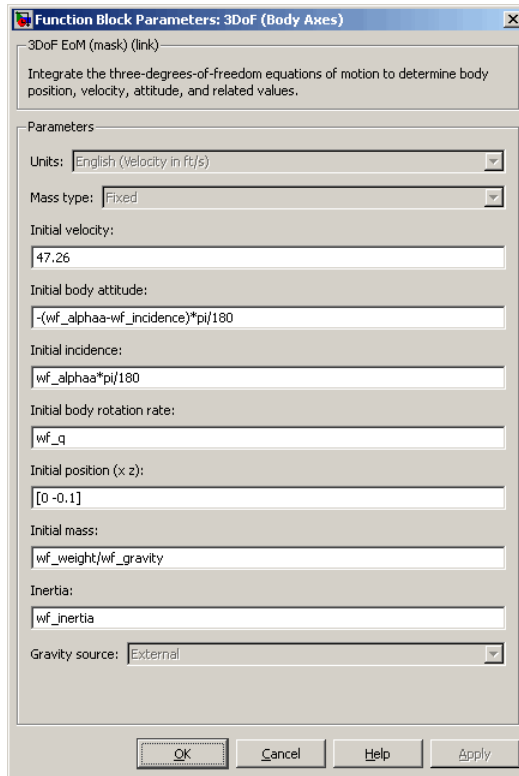 Function Block Parameters: 3DoF (Body Axes)
3DoF EoM (mask) (link)
Integrate the three-degrees-of-freedom equations of motion to determine body
position, velocity, attitude, and related values.
Parameters
Units: English (Velocity in ft/s)
Mass type: Fixed
Initial velocity:
47.26
Initial body attitude:
-(wf_alphaa-wf_incidence)*pi/180
Initial incidence:
wf_alphaa*pi/180
Initial body rotation rate:
wf_q
Initial position (x z):
[0 -0.1]
Initial mass:
wf_weight/wf_gravity
Inertia:
wf_inertia
Gravity source: External
OK Cancel Help Apply